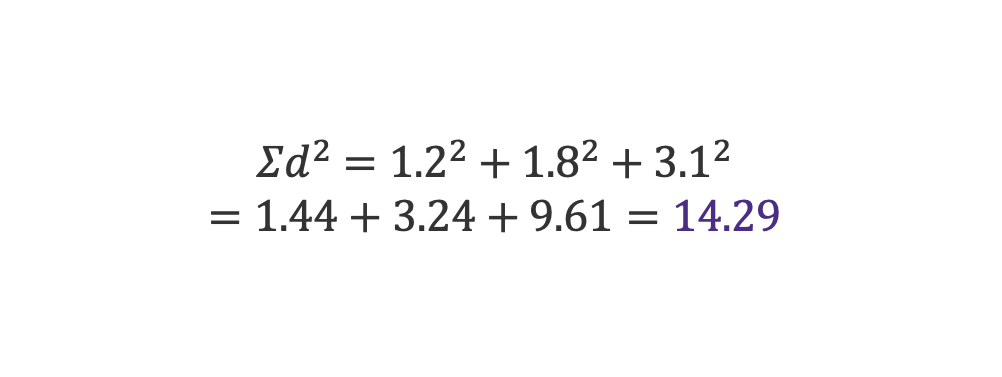 Σd² = 1.2² + 1.8² + 3.1²
= 1.44 + 3.24 + 9.61 = 14.29